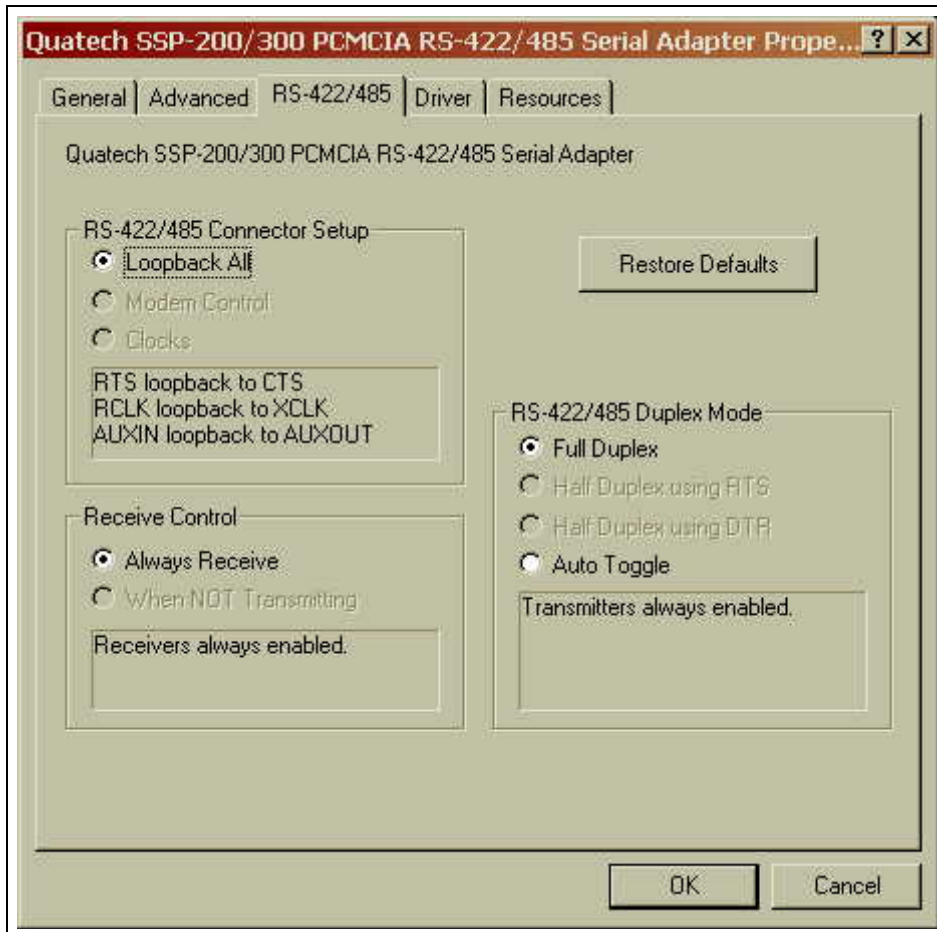 Quatech SSP-200/300 PCMCIA RS-422/485 Serial Adapter Prope...
General Advanced RS-422/485 Driver Resources
Quatech SSP-200/300 PCMCIA RS-422/485 Serial Adapter
RS-422/485 Connector Setup
Loopback All
Modem Control
Clocks
RTS loopback to CTS
RCLK loopback to XCLK
AUXIN loopback to AUXOUT
Restore Defaults
Receive Control
Always Receive
When NOT Transmitting
Receivers always enabled.
RS-422/485 Duplex Mode
Full Duplex
Half Duplex using RTS
Half Duplex using DTR
Auto Toggle
Transmitters always enabled.
OK Cancel